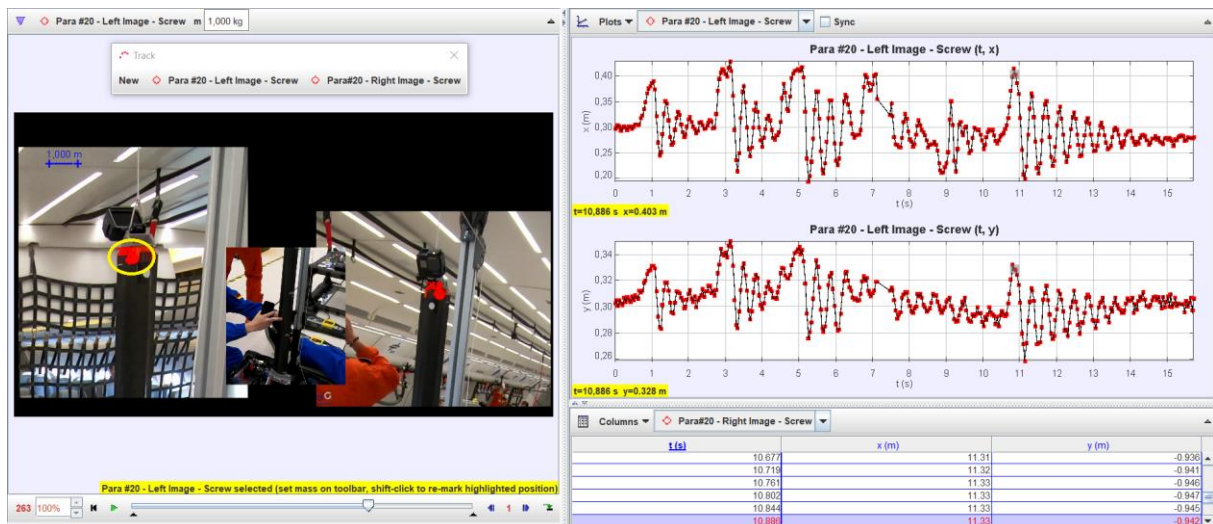 Para #20 - Left Image - Screw m 1,000 kg
Track
New Para #20 - Left Image - Screw Para#20 - Right Image - Screw
1,000 m
Para #20 - Left Image - Screw selected (set mass on toolbar, shift-click to re-mark highlighted position)
263 100% 1
Plots Para #20 - Left Image - Screw Sync
Para #20 - Left Image - Screw (t, x)
0,40
0,35
0,30
0,25
0,20
x (m)
0 1 2 3 4 5 6 7 8 9 10 11 12 13 14 15
t (s)
t=10,886 s x=0.403 m
Para #20 - Left Image - Screw (t, y)
0,34
0,32
0,30
0,28
0,26
y (m)
0 1 2 3 4 5 6 7 8 9 10 11 12 13 14 15
t (s)
t=10,886 s y=0.328 m
Columns Para#20 - Right Image - Screw
t (s) x (m) y (m)
10.677 11.31 -0.936
10.719 11.32 -0.941
10.761 11.33 -0.946
10.802 11.33 -0.947
10.844 11.33 -0.945
10.886 11.33 -0.942